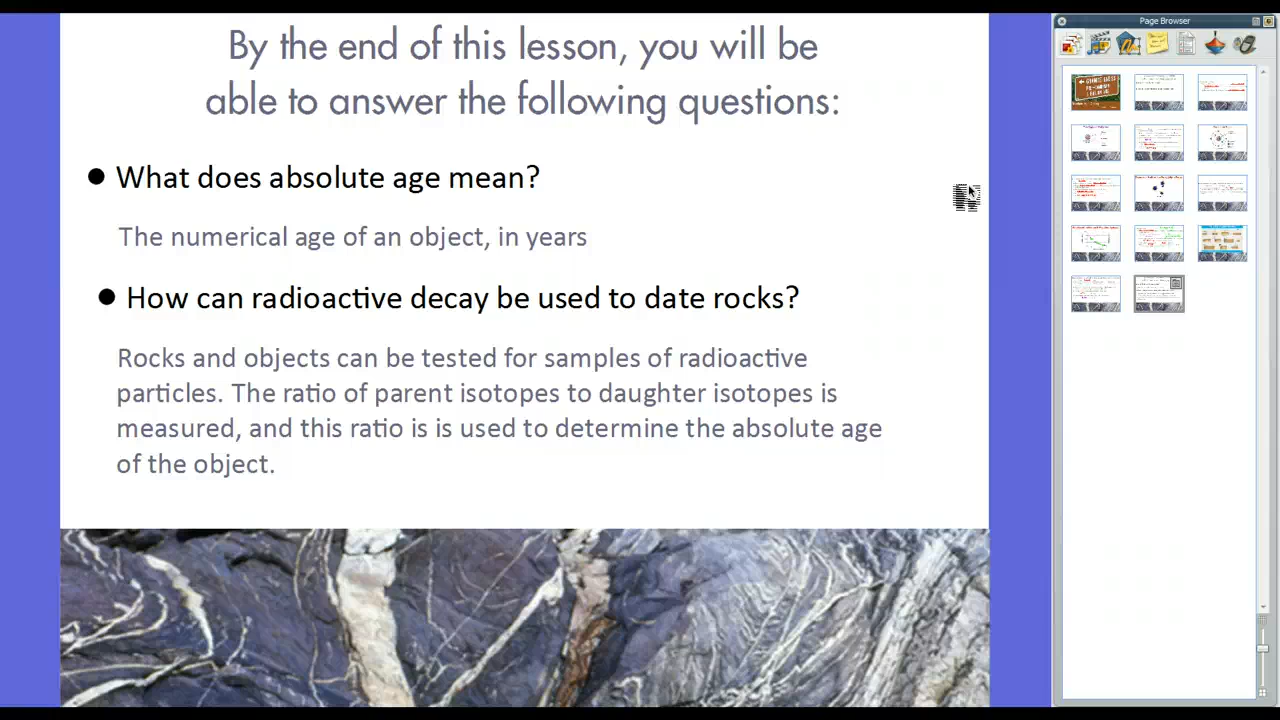 By the end of this lesson, you will be
able to answer the following questions:
● What does absolute age mean?
The numerical age of an object, in years
● How can radioactive decay be used to date rocks?
Rocks and objects can be tested for samples of radioactive
particles. The ratio of parent isotopes to daughter isotopes is
measured, and this ratio is is used to determine the absolute age
of the object.
Page Browser